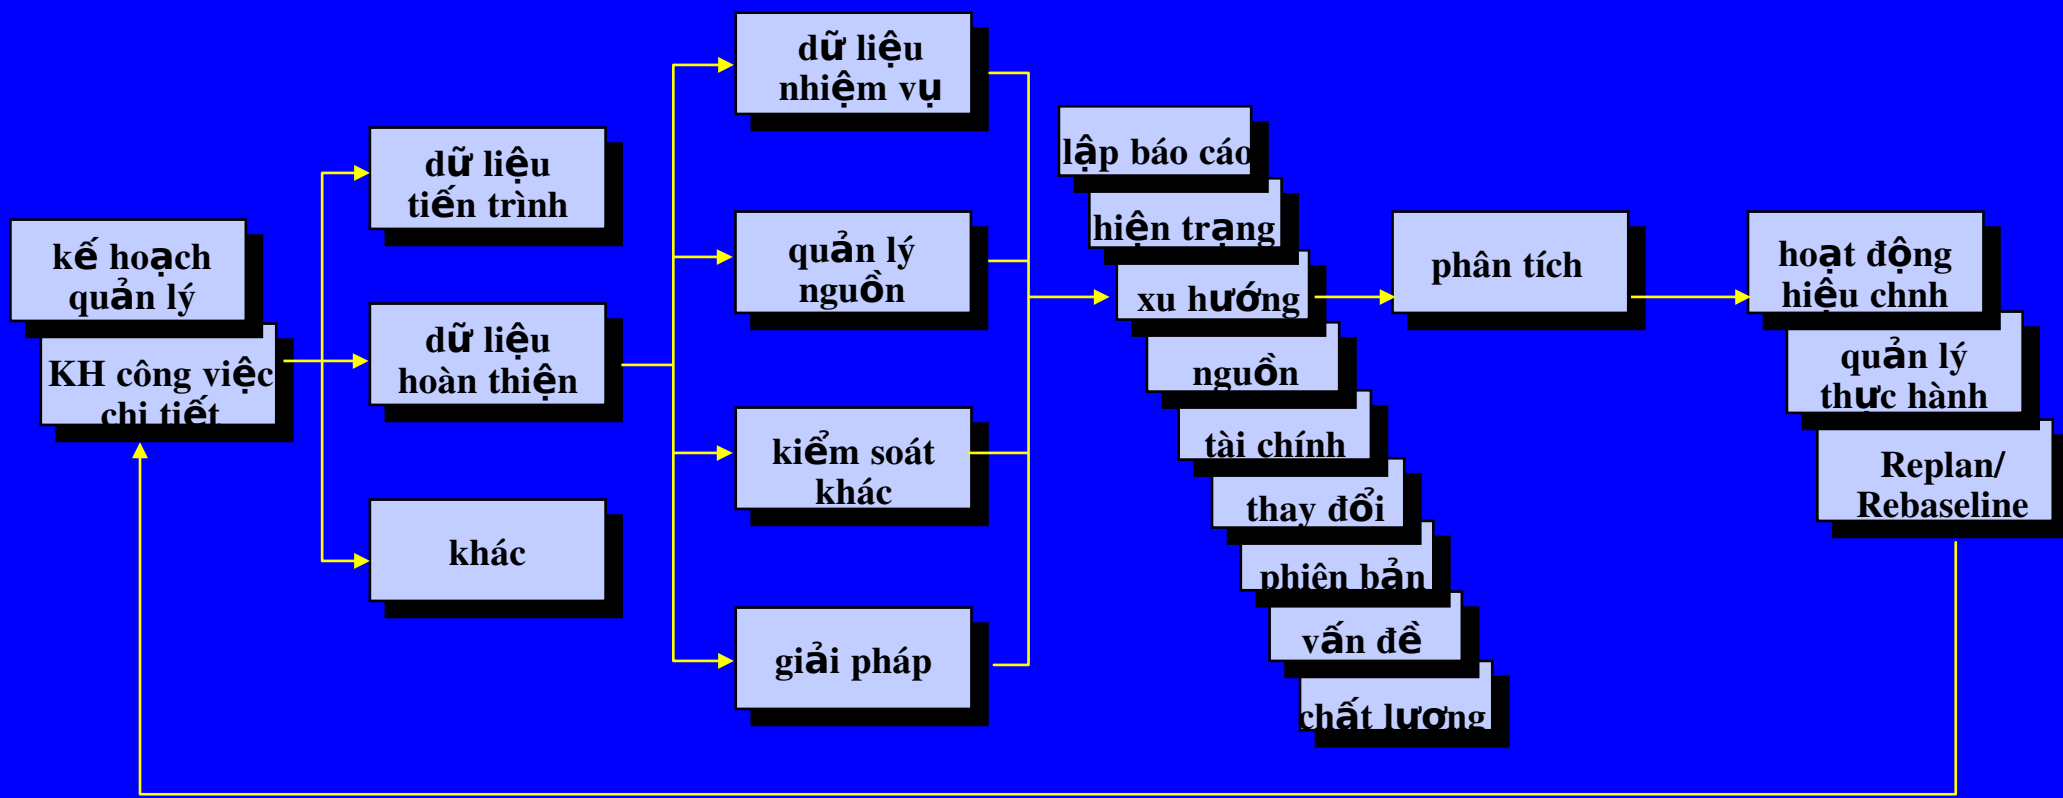 kế hoạch
quản lý
KH công việc
chi tiết
dữ liệu
tiến trình
dữ liệu
hoàn thiện
khác
dữ liệu
nhiệm vụ
quản lý
nguồn
kiểm soát
khác
giải pháp
lập báo cáo
hiện trạng
xu hướng
nguồn
tài chính
thay đổi
phiên bản
vấn đề
chất lượng
phân tích
hoạt động
hiệu chnh
quản lý
thực hành
Replan/
Rebaseline